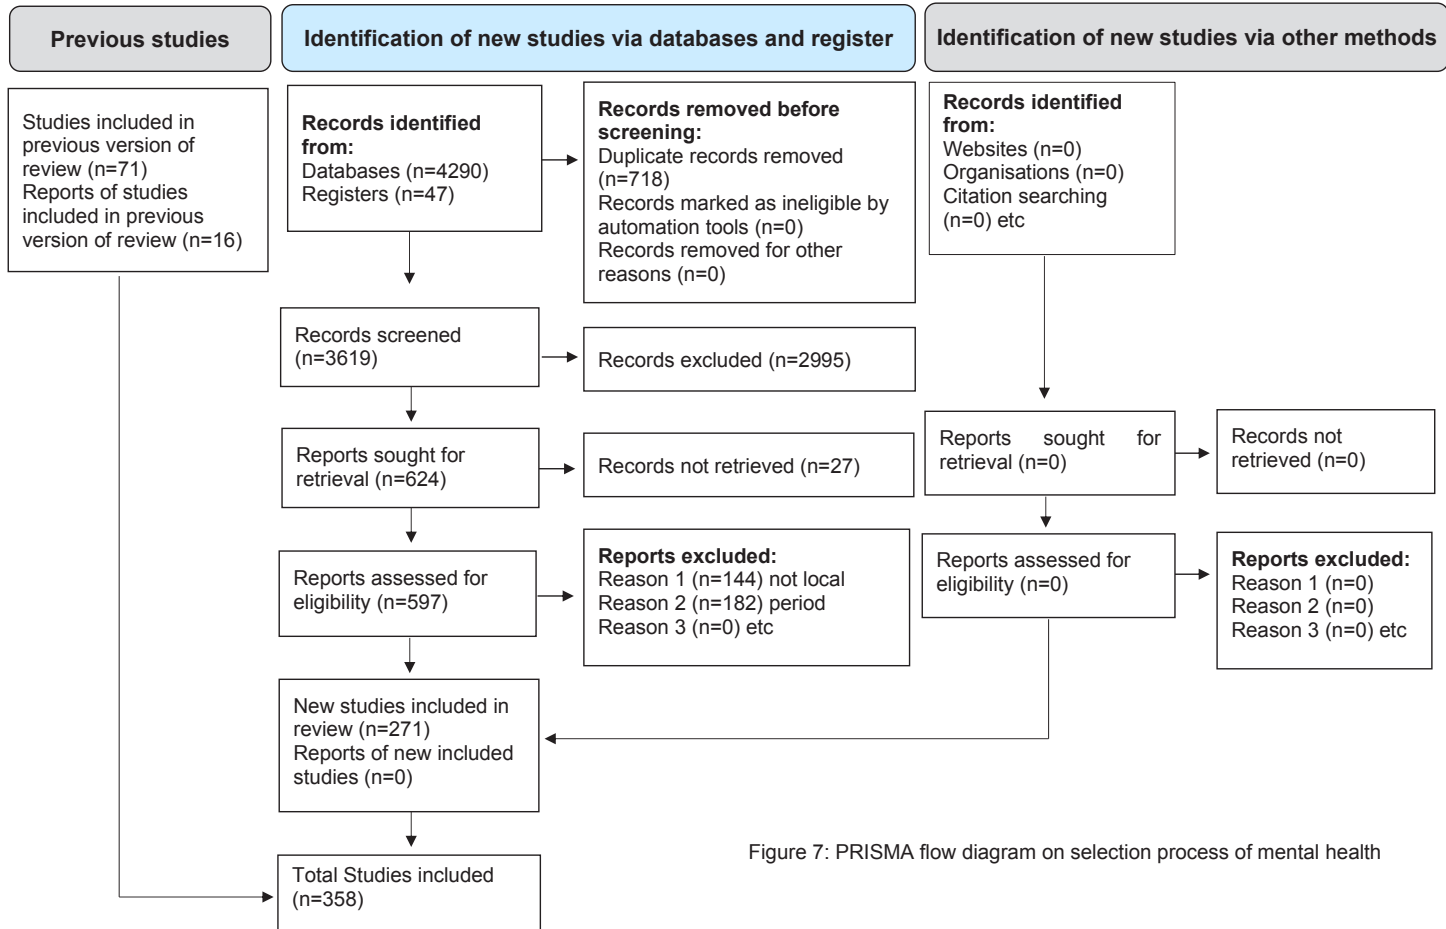 Previous studies
Identification of new studies via databases and register
Identification of new studies via other methods
Studies included in
previous version of
review (n=71)
Reports of studies
included in previous
version of review (n=16)
Records identified
from:
Databases (n=4290)
Registers (n=47)
Records removed before
screening:
Duplicate records removed
(n=718)
Records marked as ineligible by
automation tools (n=0)
Records removed for other
reasons (n=0)
Records identified
from:
Websites (n=0)
Organisations (n=0)
Citation searching
(n=0) etc
Records screened
(n=3619)
Records excluded (n=2995)
Reports sought for
retrieval (n=624)
Records not retrieved (n=27)
Reports sought for
retrieval (n=0)
Records not
retrieved (n=0)
Reports assessed for
eligibility (n=597)
Reports excluded:
Reason 1 (n=144) not local
Reason 2 (n=182) period
Reason 3 (n=0) etc
Reports assessed for
eligibility (n=0)
Reports excluded:
Reason 1 (n=0)
Reason 2 (n=0)
Reason 3 (n=0) etc
New studies included in
review (n=271)
Reports of new included
studies (n=0)
Total Studies included
(n=358)
Figure 7: PRISMA flow diagram on selection process of mental health